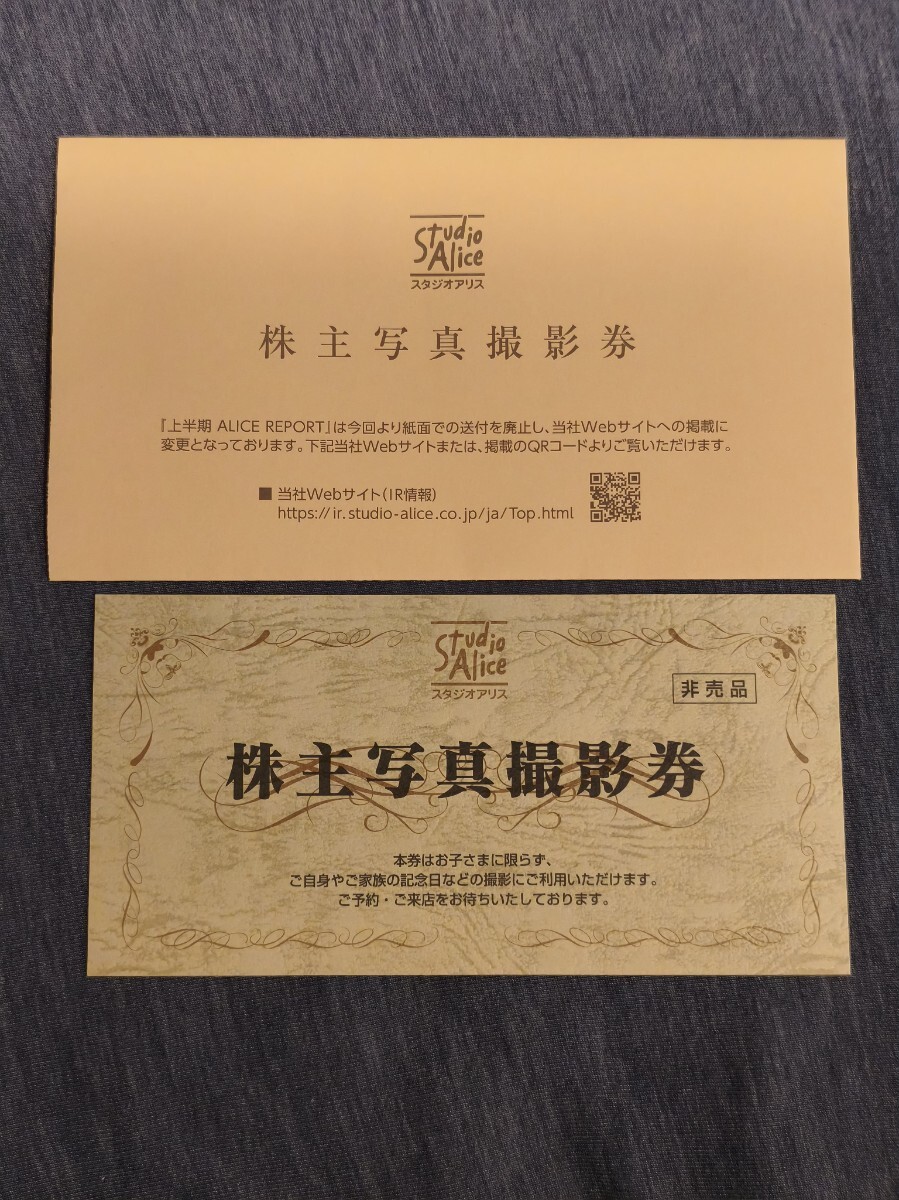 Studio
Alice
スタジオアリス
株主写真撮影券
『上半期 ALICE REPORT』は今回より紙面での送付を廃止し、当社Webサイトへの掲載に
変更となっております。下記当社Webサイトまたは、掲載のQRコードよりご覧いただけます。
■ 当社Webサイト(IR情報)
https://ir.studio-alice.co.jp/ja/Top.html
Studio
Alice
スタジオアリス
非売品
株主写真撮影券
本券はお子さまに限らず、
ご自身やご家族の記念日などの撮影にご利用いただけます。
ご予約・ご来店をお待ちいたしております。